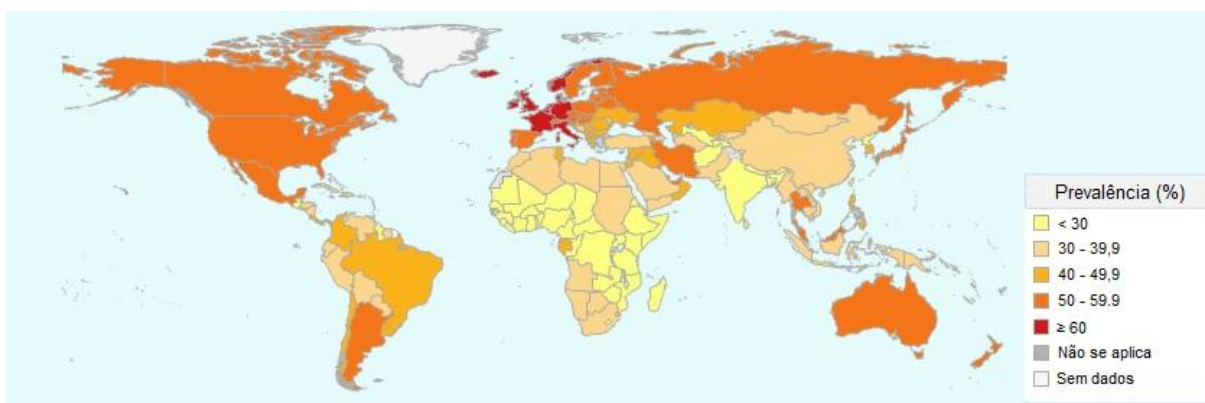 Prevalência (%)
< 30
30 - 39,9
40 - 49,9
50 - 59.9
≥ 60
Não se aplica
Sem dados